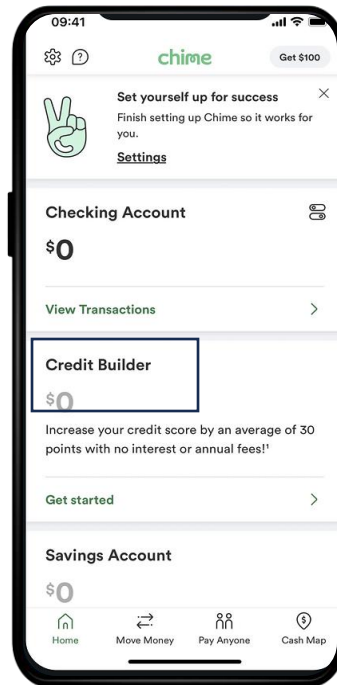 09:41
chime
Get $100
Set yourself up for success
Finish setting up Chime so it works for
you.
Settings
Checking Account
$0
View Transactions
Credit Builder
$0
Increase your credit score by an average of 30
points with no interest or annual fees!¹
Get started
Savings Account
$0
Home Move Money Pay Anyone Cash Map